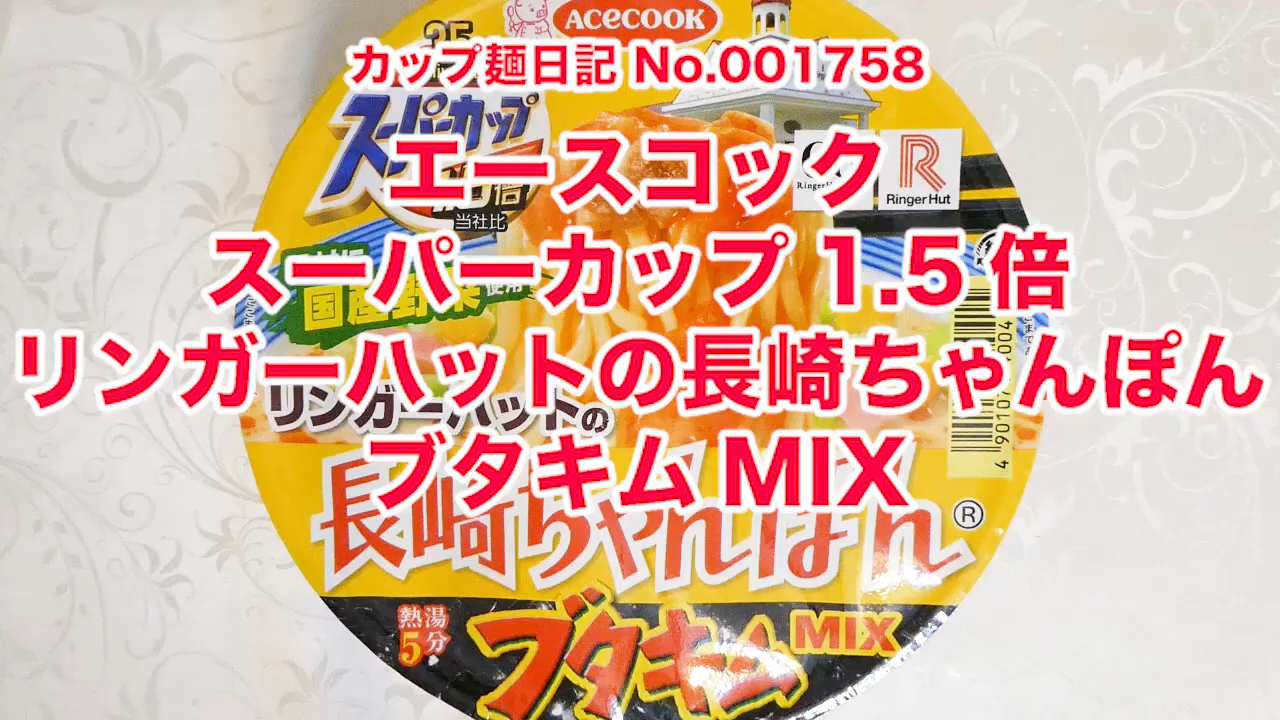 ACECOOK
カップ麺日記 No.001758
スーパーカップ
エースコック
当社比
RingerHut
スーパーカップ 1.5 倍
国産野菜
使用
リンガーハットの長崎ちゃんぽん
リンガーハットの
ブタキム MIX
長崎ちゃんぽん®
熱湯
5分
ブタキム MIX